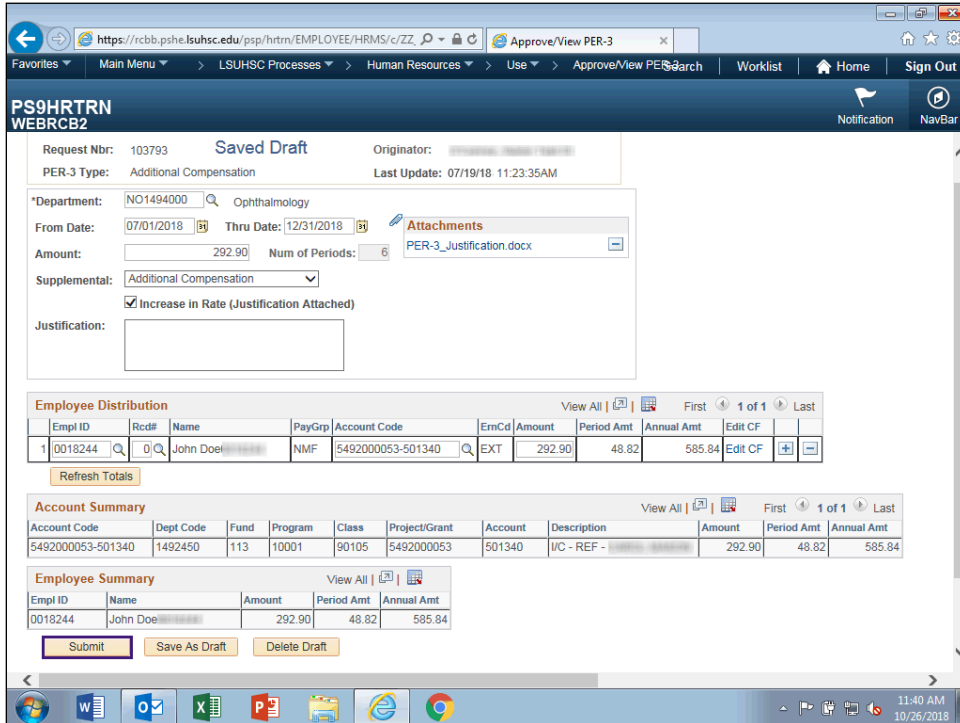 https://rcbb.pshe.lsuhsc.edu/psp/hrtrn/EMPLOYEE/HRMS/c/ZZ_ Approve/View PER-3
Favorites Main Menu > LSUHSC Processes > Human Resources > Use > Approve/View PER-3 Search Worklist Home Sign Out
PS9HRTRN
WEBRCB2
Notification NavBar
Request Nbr: 103793 Saved Draft Originator:
PER-3 Type: Additional Compensation Last Update: 07/19/18 11:23:35AM
*Department: NO1494000 Ophthalmology
From Date: 07/01/2018 Thru Date: 12/31/2018 Attachments
Amount: 292.90 Num of Periods: 6 PER-3_Justification.docx
Supplemental: Additional Compensation
Increase in Rate (Justification Attached)
Justification:
Employee Distribution View All First 1 of 1 Last
Empl ID Rcd# Name PayGrp Account Code ErnCd Amount Period Amt Annual Amt Edit CF
1 0018244 0 John Doe NMF 5492000053-501340 EXT 292.90 48.82 585.84 Edit CF
Refresh Totals
Account Summary View All First 1 of 1 Last
Account Code Dept Code Fund Program Class Project/Grant Account Description Amount Period Amt Annual Amt
5492000053-501340 1492450 113 10001 90105 5492000053 501340 I/C - REF - 292.90 48.82 585.84
Employee Summary View All
Empl ID Name Amount Period Amt Annual Amt
0018244 John Doe 292.90 48.82 585.84
Submit Save As Draft Delete Draft
11:40 AM
10/26/2018